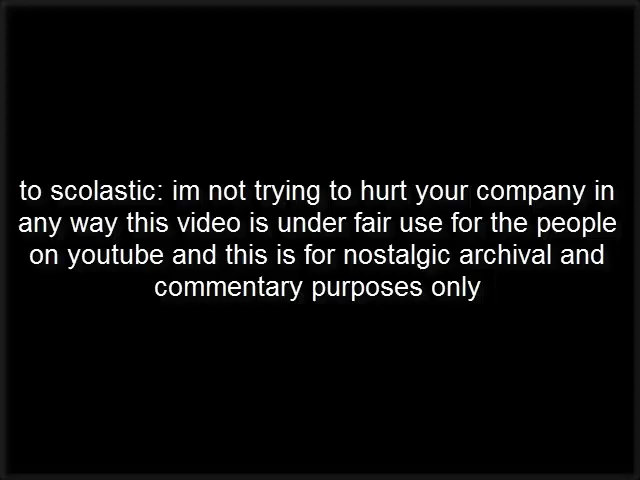 to scolastic: im not trying to hurt your company in
any way this video is under fair use for the people
on youtube and this is for nostalgic archival and
commentary purposes only